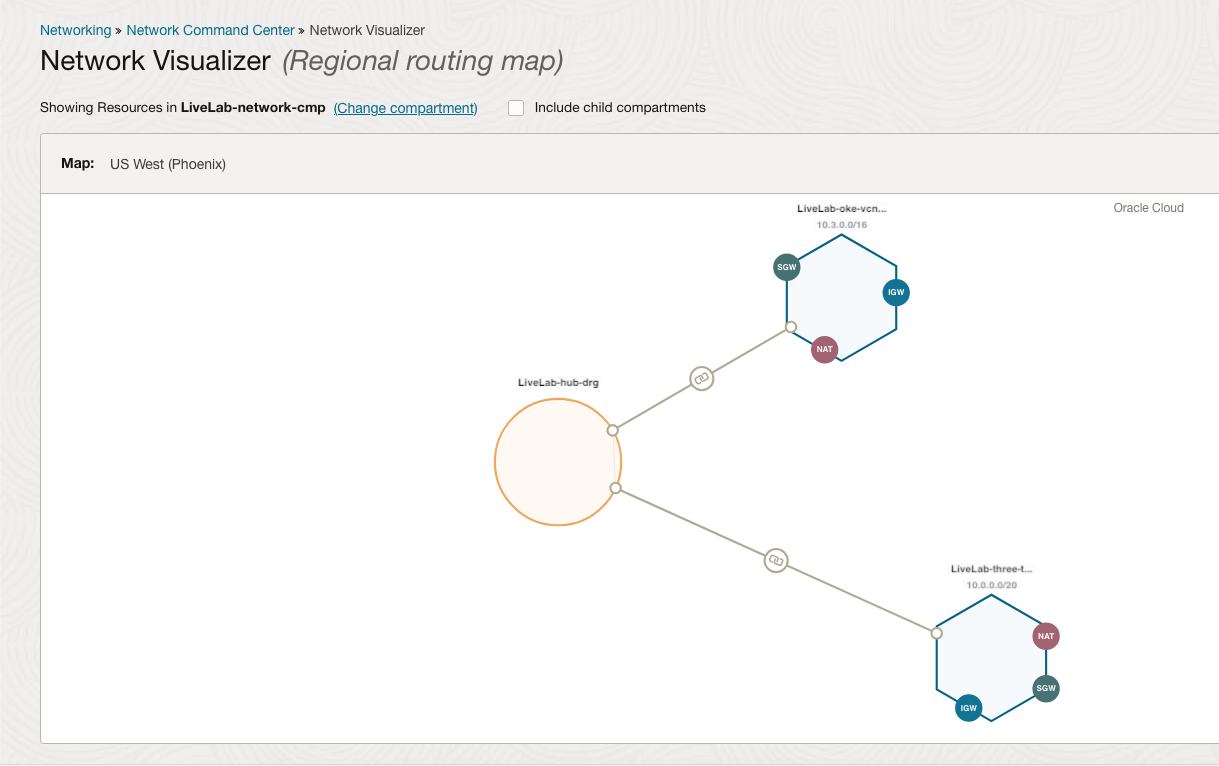 Networking » Network Command Center » Network Visualizer
Network Visualizer (Regional routing map)
Showing Resources in LiveLab-network-cmp (Change compartment) Include child compartments
Map: US West (Phoenix)
Oracle Cloud
LiveLab-oke-vcn...
10.3.0.0/16
SGW
IGW
NAT
LiveLab-hub-drg
LiveLab-three-t...
10.0.0.0/20
NAT
SGW
IGW